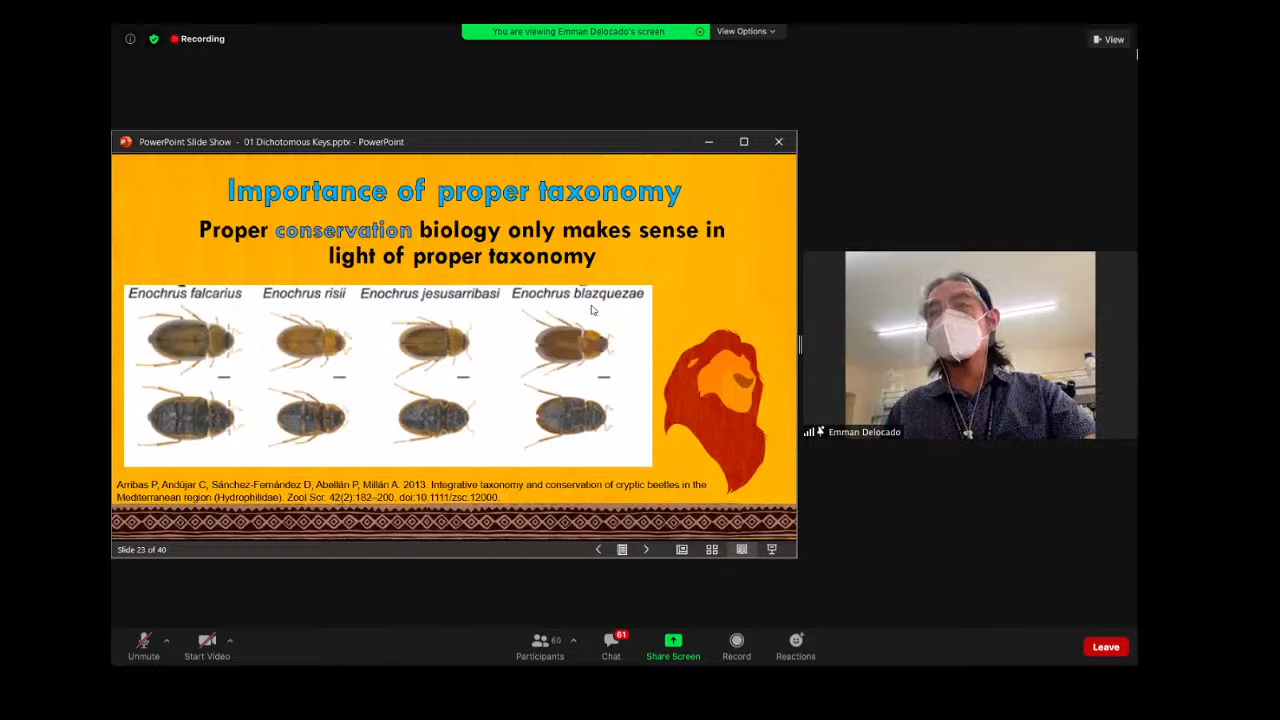 Recording
You are viewing Emman Delocado's screen
View Options
View
PowerPoint Slide Show - 01 Dichotomous Keys.pptx - PowerPoint
Importance of proper taxonomy
Proper conservation biology only makes sense in
light of proper taxonomy
Enochrus falcarius Enochrus risii Enochrus jesusarribasi Enochrus blazquezae
Arribas P, Andújar C, Sánchez-Fernández D, Abellán P, Millán A. 2013. Integrative taxonomy and conservation of cryptic beetles in the
Mediterranean region (Hydrophilidae). Zool Scr. 42(2):182–200. doi:10.1111/zsc.12000.
Slide 23 of 40
Emman Delocado
60
61
Unmute Start Video Participants Chat Share Screen Record Reactions Leave